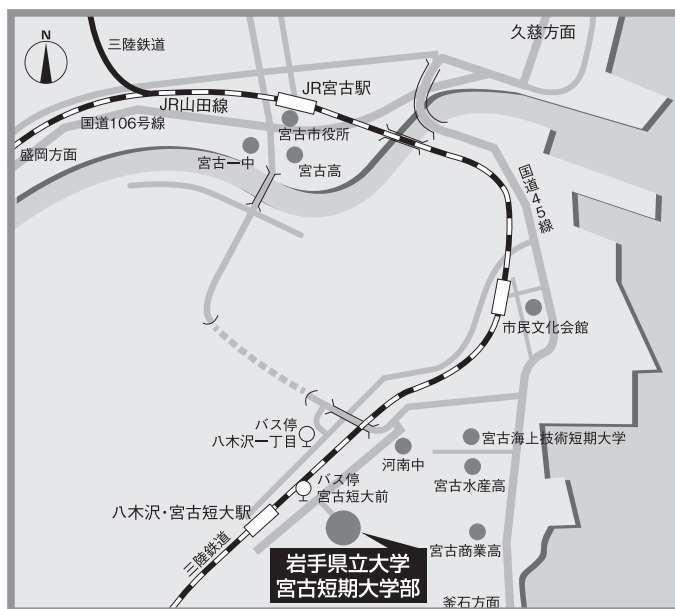 N
三陸鉄道
久慈方面
JR宮古駅
JR山田線
国道106号線
宮古市役所
盛岡方面
宮古一中
宮古高
国道45線
市民文化会館
バス停
八木沢一丁目
宮古海上技術短期大学
河南中
バス停
宮古短大前
宮古水産高
八木沢・宮古短大駅
宮古商業高
三陸鉄道
岩手県立大学
宮古短期大学部
釜石方面